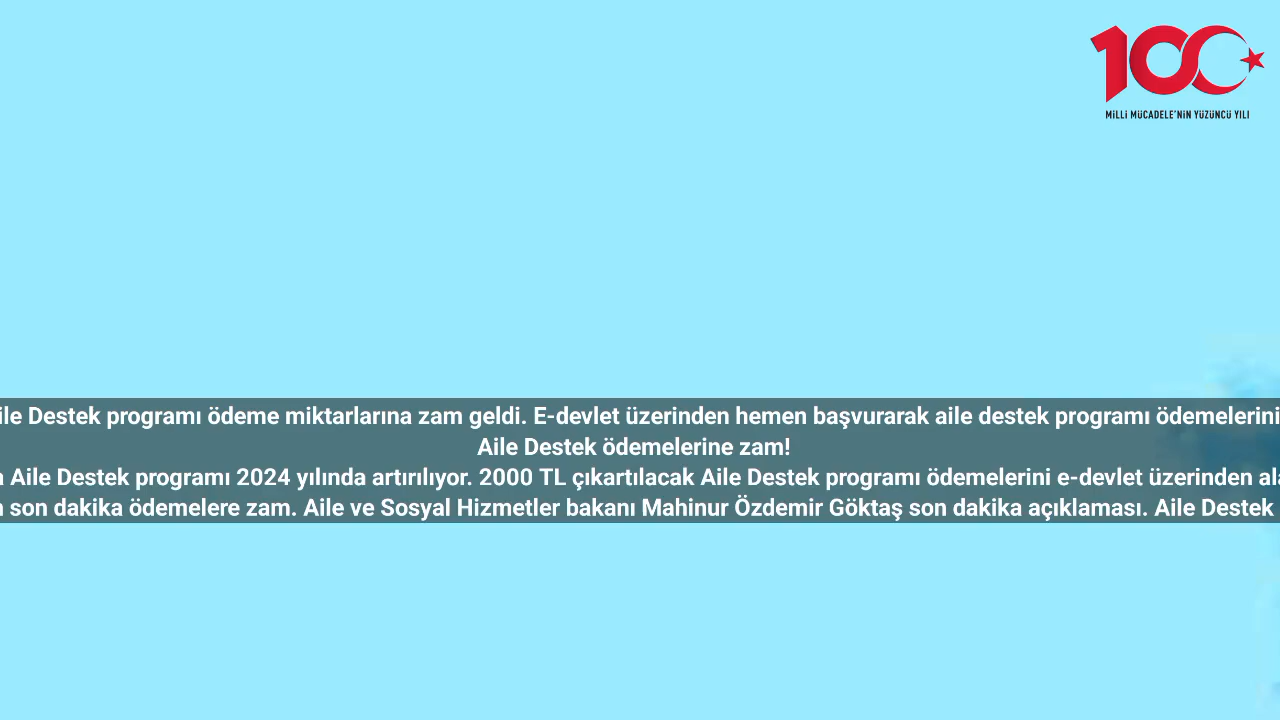 100
MİLLİ MÜCADELE'NİN YÜZÜNCÜ YILI
ile Destek programı ödeme miktarlarına zam geldi. E-devlet üzerinden hemen başvurarak aile destek programı ödemelerini
Aile Destek ödemelerine zam!
Aile Destek programı 2024 yılında artırılıyor. 2000 TL çıkartılacak Aile Destek programı ödemelerini e-devlet üzerinden ala
son dakika ödemelere zam. Aile ve Sosyal Hizmetler bakanı Mahinur Özdemir Göktaş son dakika açıklaması. Aile Destek